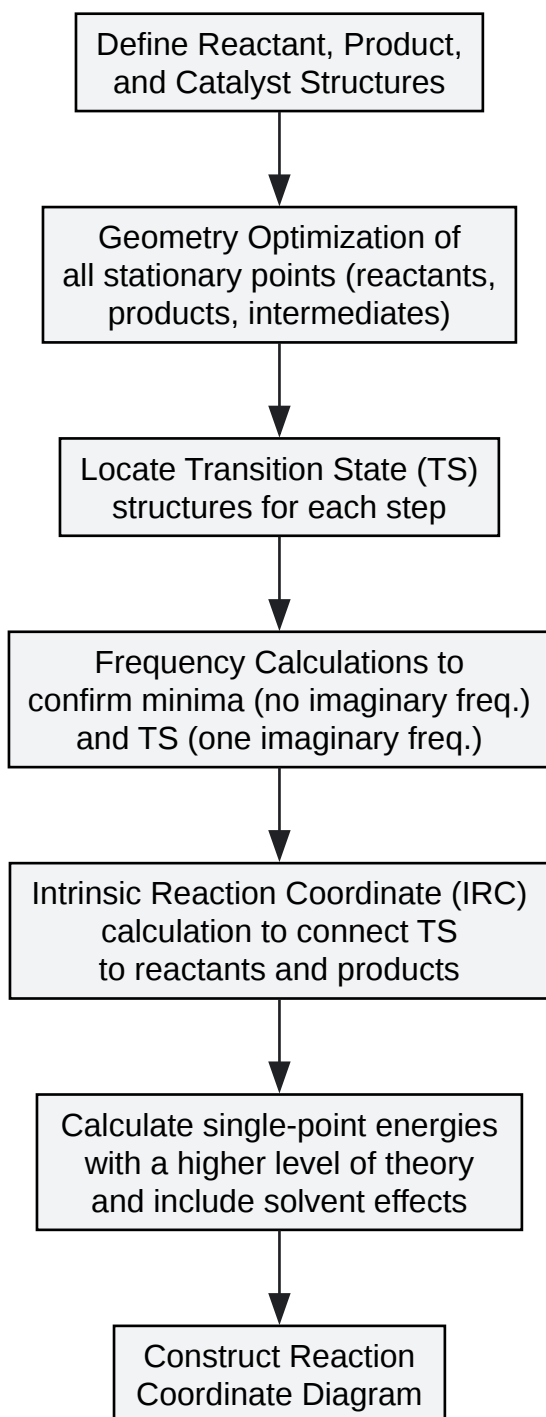 Define Reactant, Product,
and Catalyst Structures
Geometry Optimization of
all stationary points (reactants,
products, intermediates)
Locate Transition State (TS)
structures for each step
Frequency Calculations to
confirm minima (no imaginary freq.)
and TS (one imaginary freq.)
Intrinsic Reaction Coordinate (IRC)
calculation to connect TS
to reactants and products
Calculate single-point energies
with a higher level of theory
and include solvent effects
Construct Reaction
Coordinate Diagram